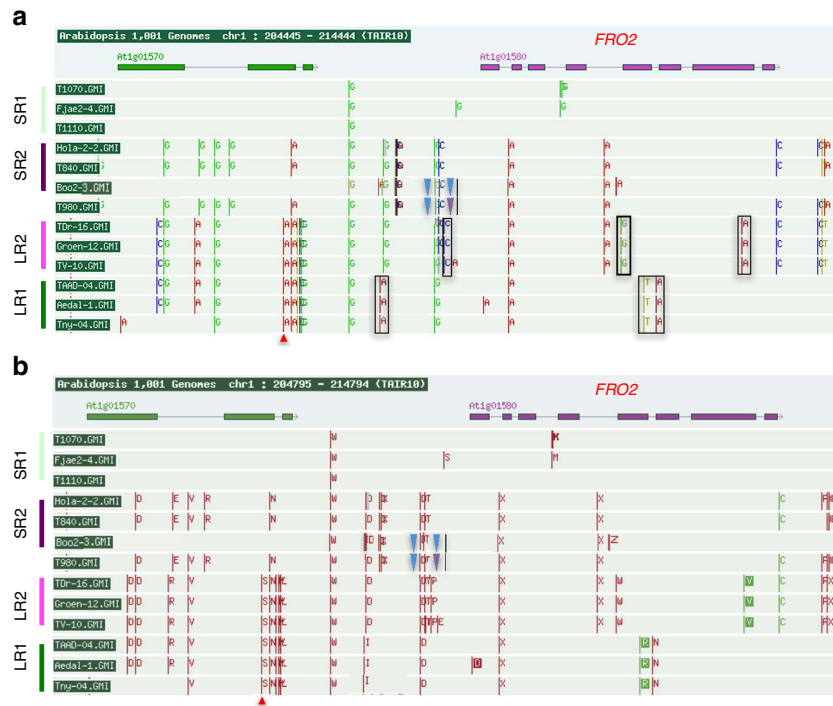 a
Arabidopsis 1,001 Genomes chr1 : 204445 - 214444 (TAIR10)
At1g01570
At1g01580
FRO2
SR1
T1070.GMI G G
Fjae2-4.GMI G G G
T1110.GMI G
SR2
Hola-2-2.GMI G G G G A G G C A A C C A
T840.GMI G G G G A G G C A A C C A
Boo2-3.GMI G A G C A A A
T980.GMI G G G G A G G C A A C C A
LR2
TDr-16.GMI C G A G A A G G C C A A G A C C T
Groen-12.GMI C G A G A A G G C C A A G A C C T
TV-10.GMI C G A G A A G G C C A A A G A C C T
LR1
TAAD-04.GMI C G A G A A G G A G A T A
Aedal-1.GMI C G A G A A G G A G A A T A
Tny-04.GMI A G A A G G A G A T A
b
Arabidopsis 1,001 Genomes chr1 : 204795 - 214794 (TAIR10)
At1g01570
At1g01580
FRO2
SR1
T1070.GMI W
Fjae2-4.GMI W S M
T1110.GMI W
SR2
Hola-2-2.GMI D E V R N W D D T X X C
T840.GMI D E V R N W D D T X X C
Boo2-3.GMI W D T X X N
T980.GMI D E V R N W D D T X X C
LR2
TDr-16.GMI D D R V S N W D D T P X X W V C P X
Groen-12.GMI D D R V S N W D D T P X X W V C P X
TV-10.GMI D D R V S N W D D T P E X X W V C P X
LR1
TAAD-04.GMI D D R V S N W I D X R N
Aedal-1.GMI D D R V S N W I D D X R N
Tny-04.GMI V S N W I D X R N